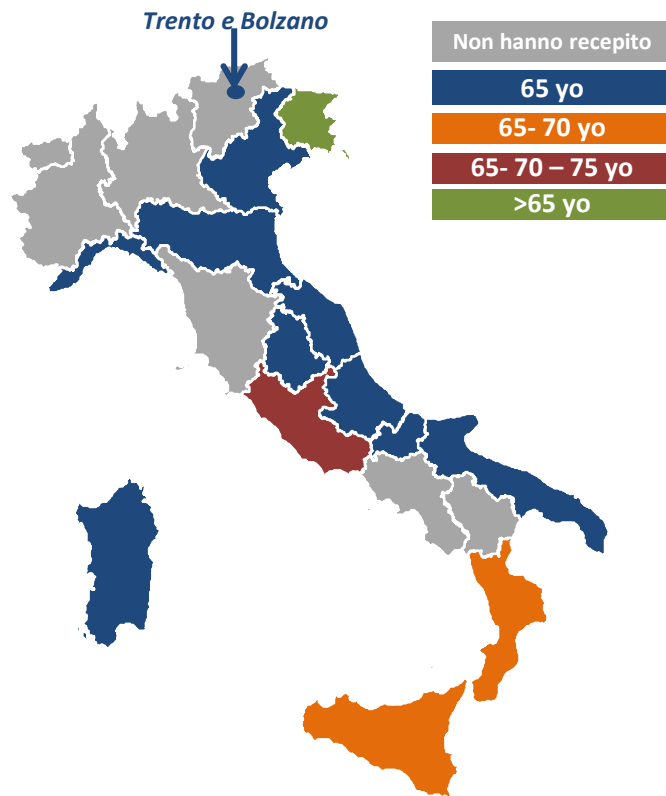 Trento e Bolzano
Non hanno recepito
65 yo
65- 70 yo
65- 70 – 75 yo
>65 yo